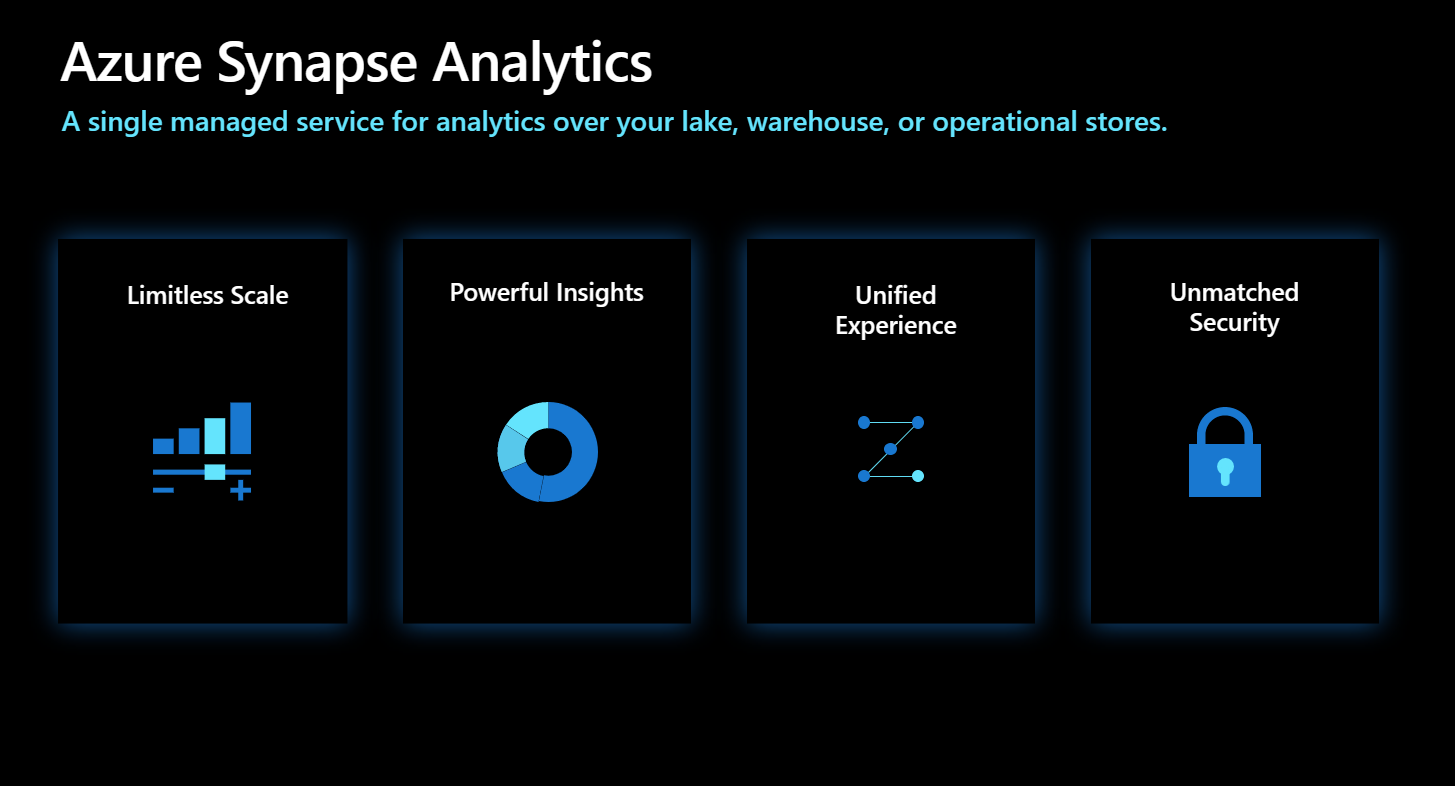 Azure Synapse Analytics
A single managed service for analytics over your lake, warehouse, or operational stores.
Limitless Scale
Powerful Insights
Unified
Experience
Unmatched
Security